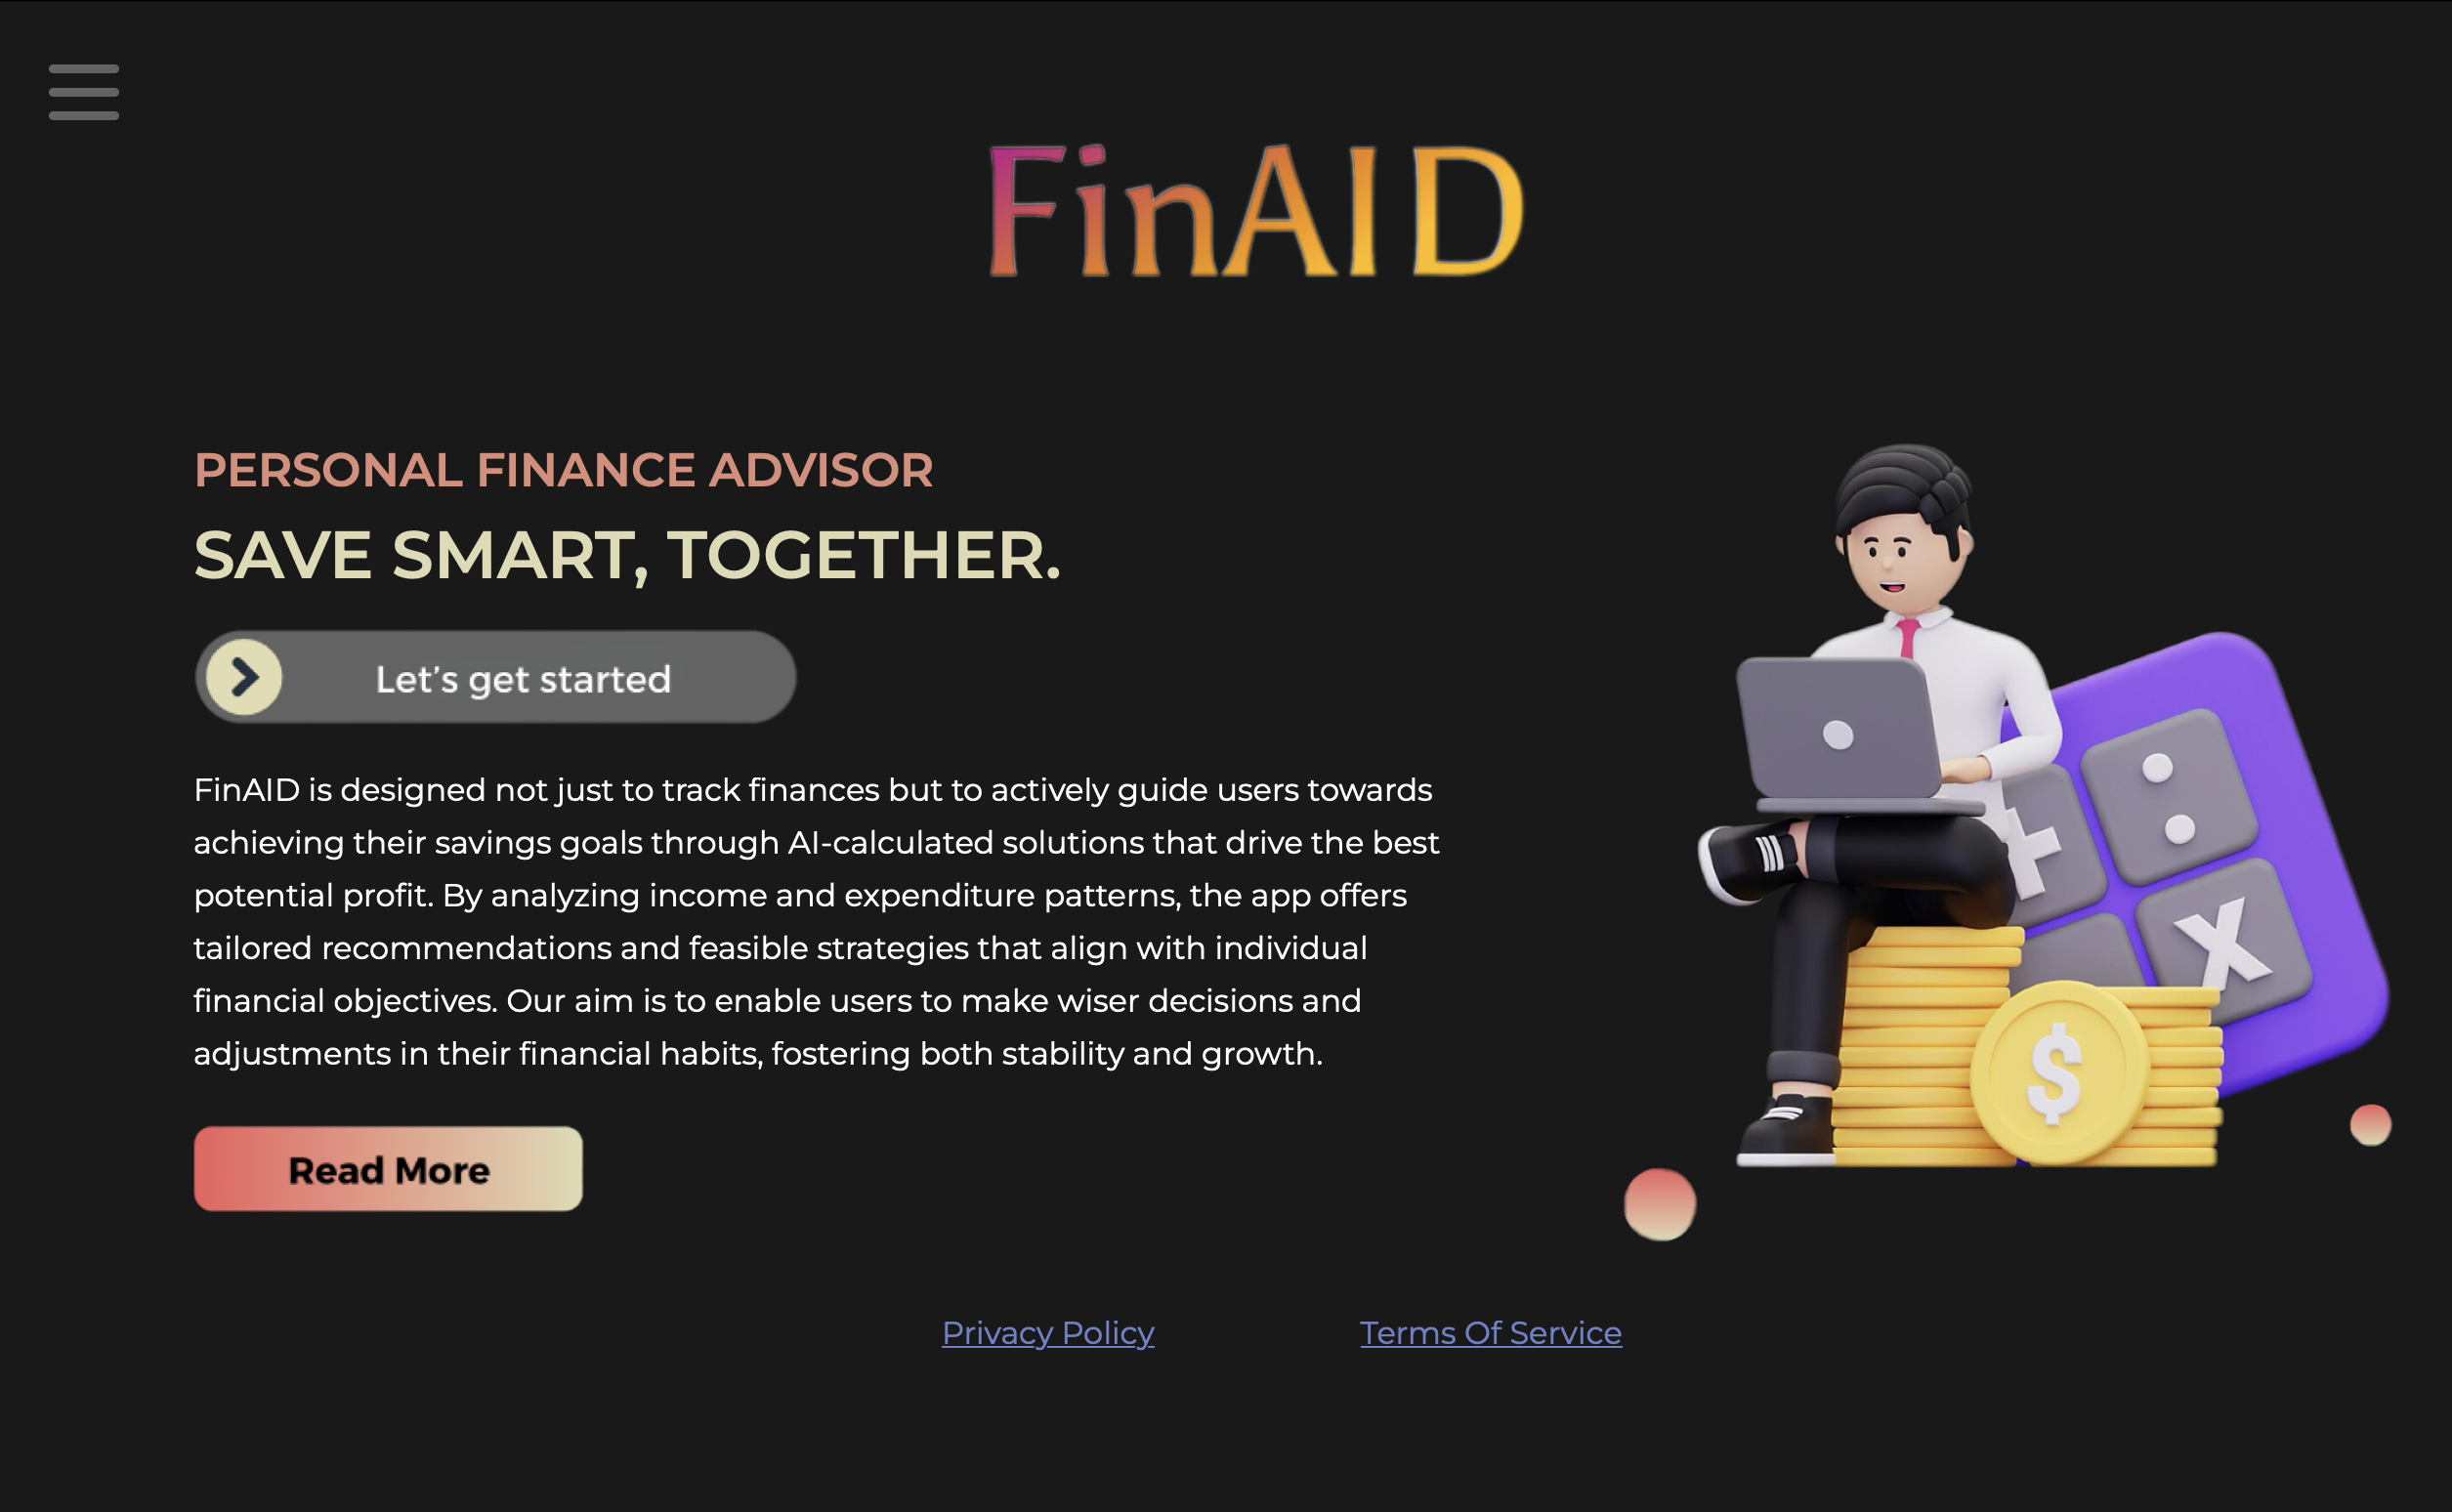 FinAID
PERSONAL FINANCE ADVISOR
SAVE SMART, TOGETHER.
Let's get started
FinAID is designed not just to track finances but to actively guide users towards
achieving their savings goals through AI-calculated solutions that drive the best
potential profit. By analyzing income and expenditure patterns, the app offers
tailored recommendations and feasible strategies that align with individual
financial objectives. Our aim is to enable users to make wiser decisions and
adjustments in their financial habits, fostering both stability and growth.
$
Read More
Privacy Policy
Terms Of Service